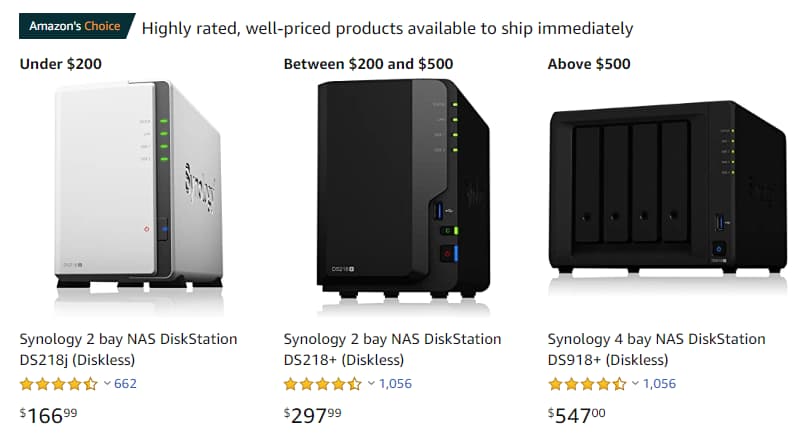 Amazon's Choice Highly rated, well-priced products available to ship immediately
Under $200
Between $200 and $500
Above $500
Synology
DS218j
DS218+
Synology 2 bay NAS DiskStation
DS218j (Diskless)
662
$166.99
Synology 2 bay NAS DiskStation
DS218+ (Diskless)
1,056
$297.99
Synology 4 bay NAS DiskStation
DS918+ (Diskless)
1,056
$547.00